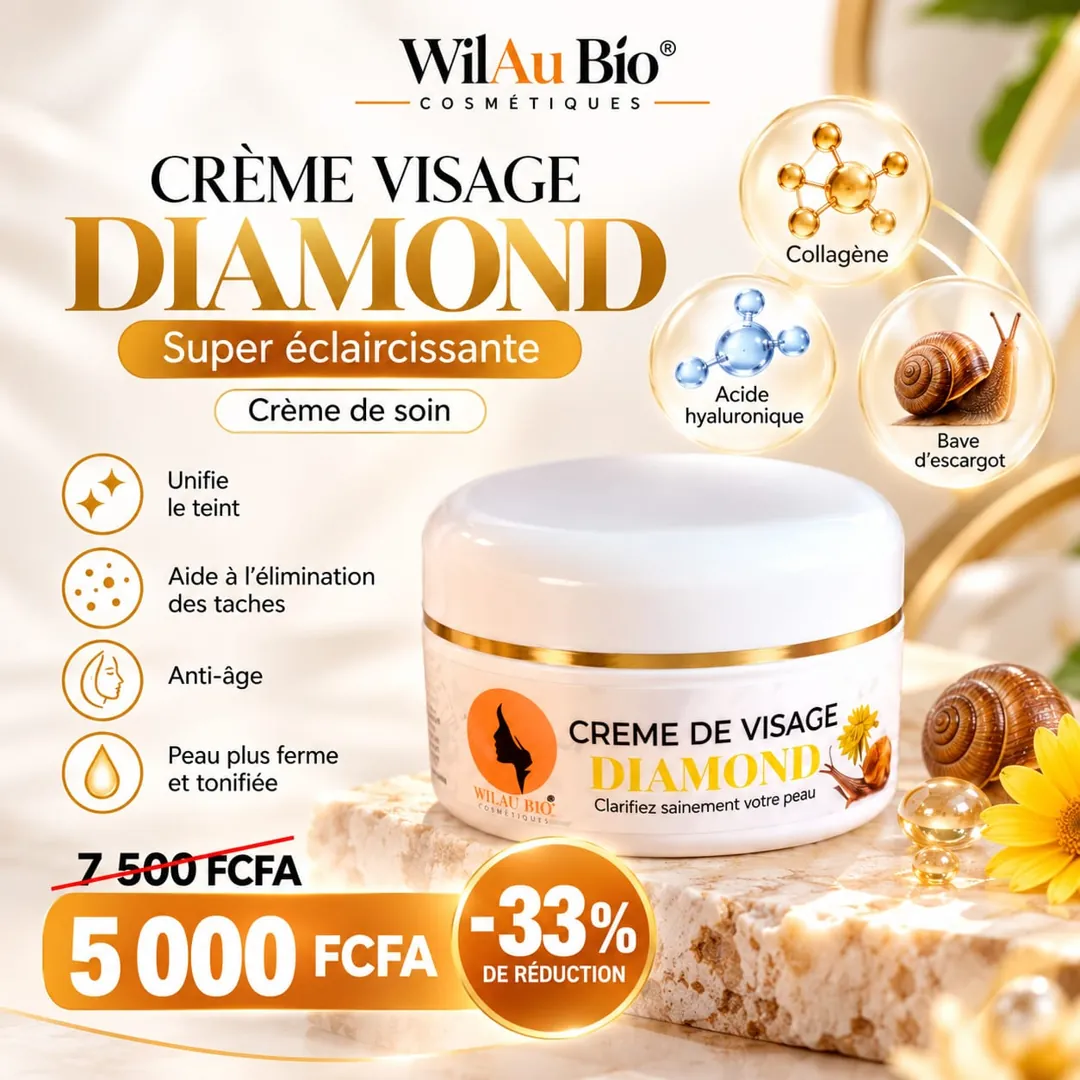 WilAu Bio®
COSMÉTIQUES
CRÈME VISAGE
DIAMOND
Super éclaircissante
Crème de soin
Collagène
Acide
hyaluronique
Bave
d'escargot
Unifie
le teint
Aide à l'élimination
des taches
Anti-âge
Peau plus ferme
et tonifiée
CREME DE VISAGE
DIAMOND
Clarifiez sainement votre peau
WILAU BIO®
COSMÉTIQUES
7 500 FCFA
5 000 FCFA
-33%
DE RÉDUCTION